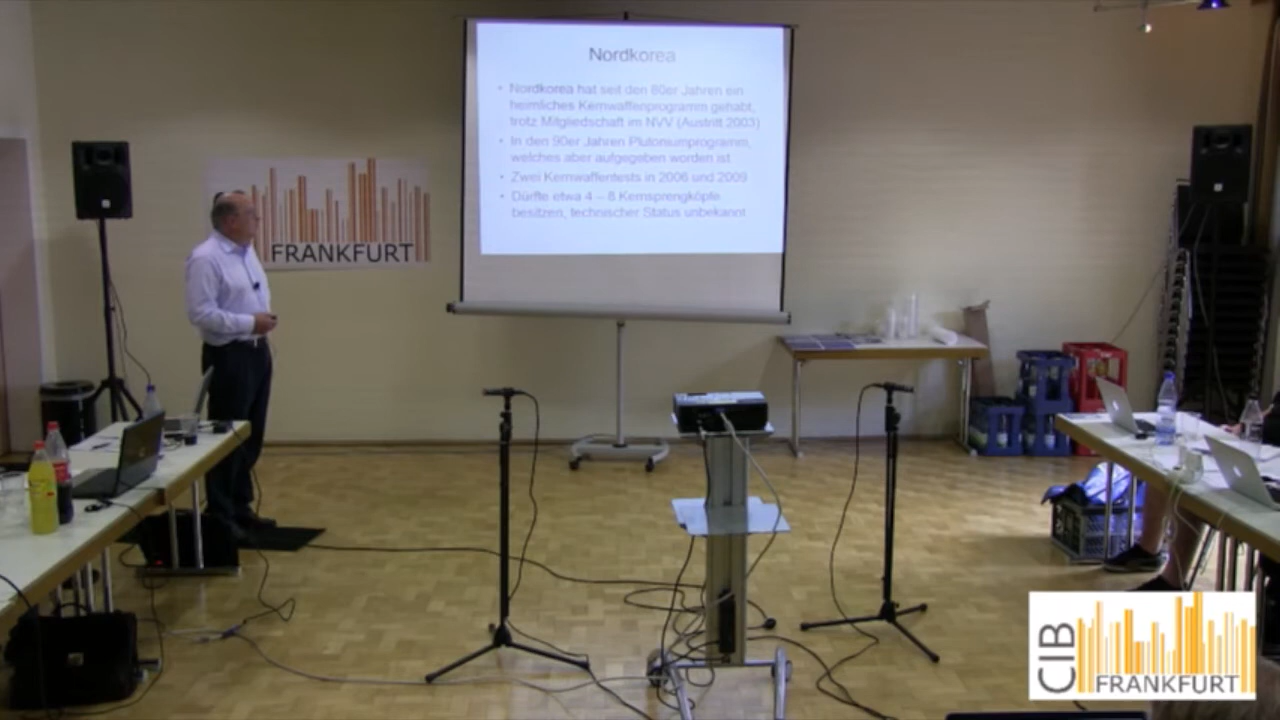 Nordkorea
• Nordkorea hat seit den 80er Jahren ein
heimliches Kernwaffenprogramm gehabt,
trotz Mitgliedschaft im NVV (Austritt 2003)
• In den 90er Jahren Plutoniumprogramm,
welches aber aufgegeben worden ist
• Zwei Kernwaffentests in 2006 und 2009
• Dürfte etwa 4 – 8 Kernsprengköpfe
besitzen, technischer Status unbekannt
FRANKFURT
CIB
FRANKFURT